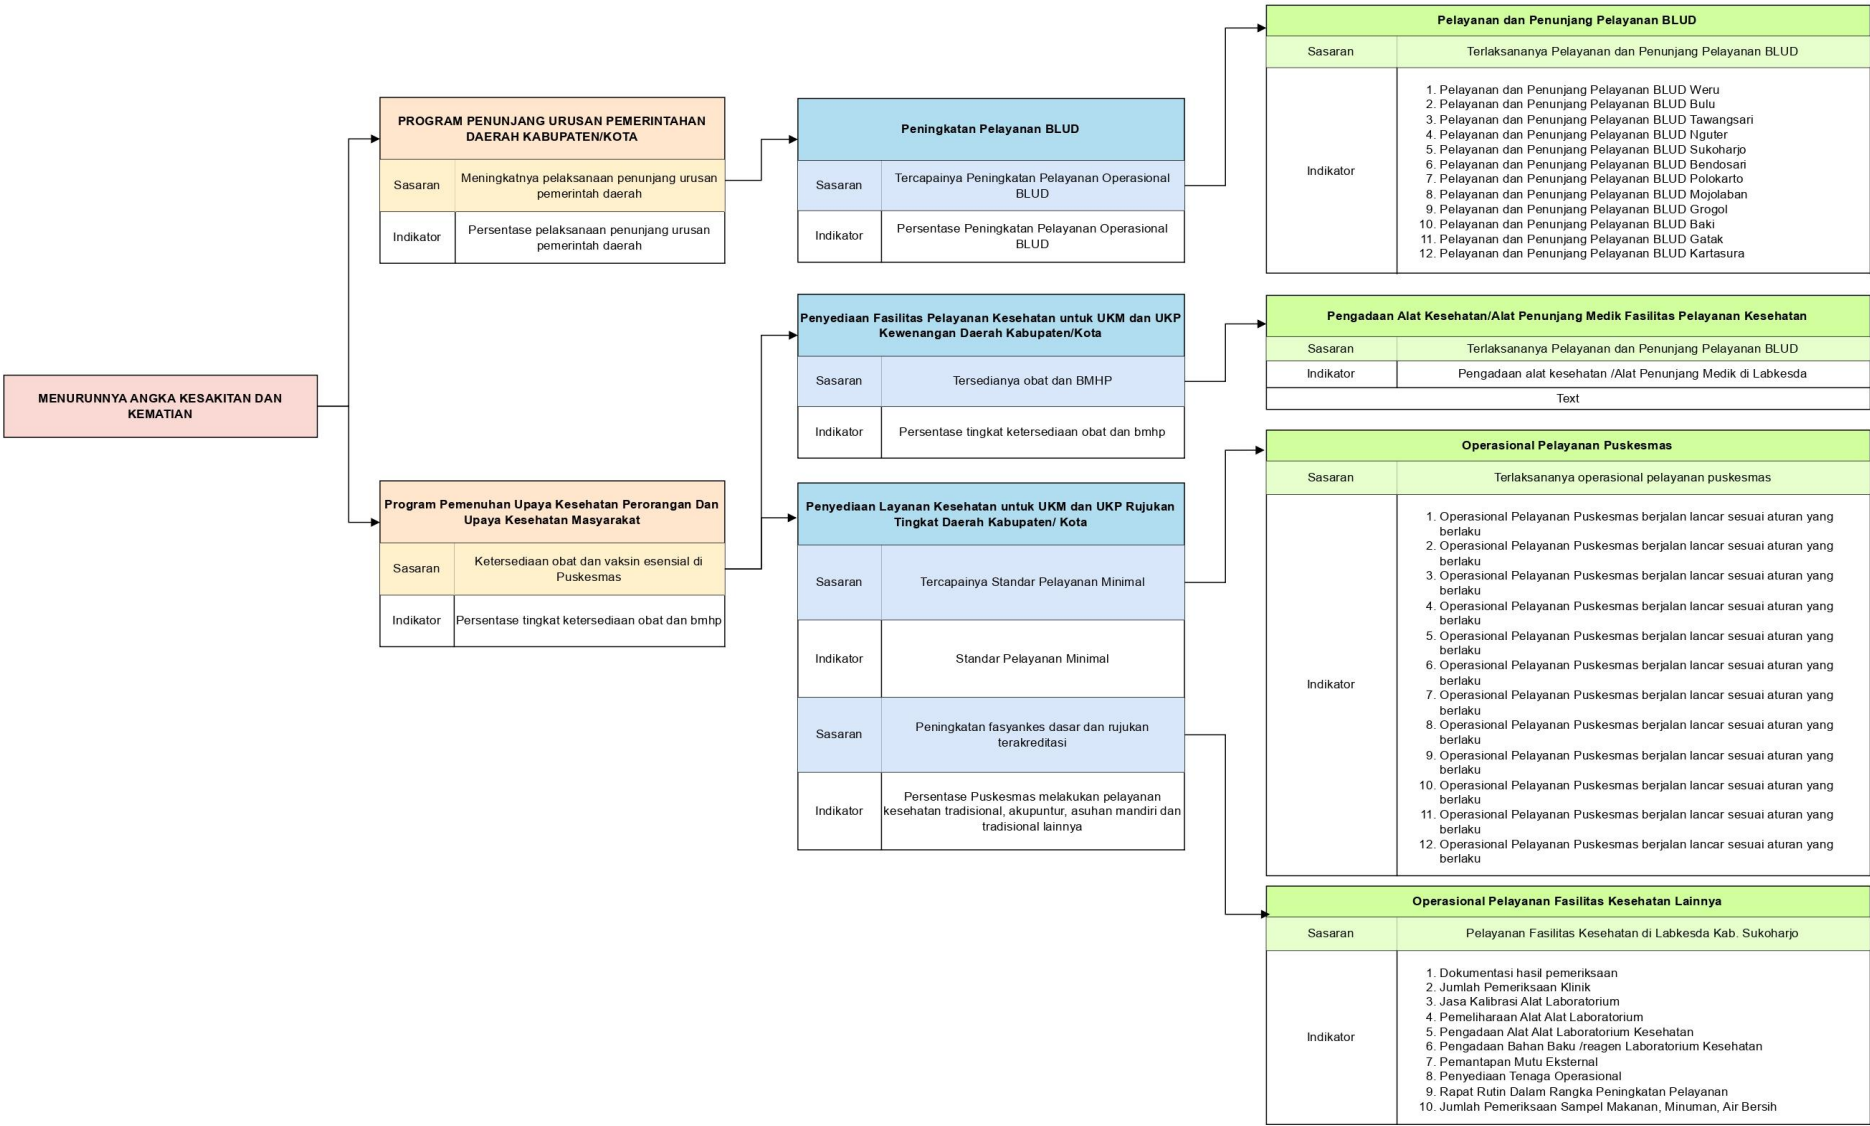 MENURUNNYA ANGKA KESAKITAN DAN
KEMATIAN
PROGRAM PENUNJANG URUSAN PEMERINTAHAN
DAERAH KABUPATEN/KOTA
Sasaran
Meningkatnya pelaksanaan penunjang urusan
pemerintah daerah
Indikator
Persentase pelaksanaan penunjang urusan
pemerintah daerah
Program Pemenuhan Upaya Kesehatan Perorangan Dan
Upaya Kesehatan Masyarakat
Sasaran
Ketersediaan obat dan vaksin esensial di
Puskesmas
Indikator
Persentase tingkat ketersediaan obat dan bmhp
Peningkatan Pelayanan BLUD
Sasaran
Tercapainya Peningkatan Pelayanan Operasional
BLUD
Indikator
Persentase Peningkatan Pelayanan Operasional
BLUD
Penyediaan Fasilitas Pelayanan Kesehatan untuk UKM dan UKP
Kewenangan Daerah Kabupaten/Kota
Sasaran
Tersedianya obat dan BMHP
Indikator
Persentase tingkat ketersediaan obat dan bmhp
Penyediaan Layanan Kesehatan untuk UKM dan UKP Rujukan
Tingkat Daerah Kabupaten/ Kota
Sasaran
Tercapainya Standar Pelayanan Minimal
Indikator
Standar Pelayanan Minimal
Sasaran
Peningkatan fasyankes dasar dan rujukan
terakreditasi
Indikator
Persentase Puskesmas melakukan pelayanan
kesehatan tradisional, akupuntur, asuhan mandiri dan
tradisional lainnya
Pelayanan dan Penunjang Pelayanan BLUD
Sasaran
Terlaksananya Pelayanan dan Penunjang Pelayanan BLUD
Indikator
1. Pelayanan dan Penunjang Pelayanan BLUD Weru
2. Pelayanan dan Penunjang Pelayanan BLUD Bulu
3. Pelayanan dan Penunjang Pelayanan BLUD Tawangsari
4. Pelayanan dan Penunjang Pelayanan BLUD Nguter
5. Pelayanan dan Penunjang Pelayanan BLUD Sukoharjo
6. Pelayanan dan Penunjang Pelayanan BLUD Bendosari
7. Pelayanan dan Penunjang Pelayanan BLUD Polokarto
8. Pelayanan dan Penunjang Pelayanan BLUD Mojolaban
9. Pelayanan dan Penunjang Pelayanan BLUD Grogol
10. Pelayanan dan Penunjang Pelayanan BLUD Baki
11. Pelayanan dan Penunjang Pelayanan BLUD Gatak
12. Pelayanan dan Penunjang Pelayanan BLUD Kartasura
Pengadaan Alat Kesehatan/Alat Penunjang Medik Fasilitas Pelayanan Kesehatan
Sasaran
Terlaksananya Pelayanan dan Penunjang Pelayanan BLUD
Indikator
Pengadaan alat kesehatan /Alat Penunjang Medik di Labkesda
Text
Operasional Pelayanan Puskesmas
Sasaran
Terlaksananya operasional pelayanan puskesmas
Indikator
1. Operasional Pelayanan Puskesmas berjalan lancar sesuai aturan yang
berlaku
2. Operasional Pelayanan Puskesmas berjalan lancar sesuai aturan yang
berlaku
3. Operasional Pelayanan Puskesmas berjalan lancar sesuai aturan yang
berlaku
4. Operasional Pelayanan Puskesmas berjalan lancar sesuai aturan yang
berlaku
5. Operasional Pelayanan Puskesmas berjalan lancar sesuai aturan yang
berlaku
6. Operasional Pelayanan Puskesmas berjalan lancar sesuai aturan yang
berlaku
7. Operasional Pelayanan Puskesmas berjalan lancar sesuai aturan yang
berlaku
8. Operasional Pelayanan Puskesmas berjalan lancar sesuai aturan yang
berlaku
9. Operasional Pelayanan Puskesmas berjalan lancar sesuai aturan yang
berlaku
10. Operasional Pelayanan Puskesmas berjalan lancar sesuai aturan yang
berlaku
11. Operasional Pelayanan Puskesmas berjalan lancar sesuai aturan yang
berlaku
12. Operasional Pelayanan Puskesmas berjalan lancar sesuai aturan yang
berlaku
Operasional Pelayanan Fasilitas Kesehatan Lainnya
Sasaran
Pelayanan Fasilitas Kesehatan di Labkesda Kab. Sukoharjo
Indikator
1. Dokumentasi hasil pemeriksaan
2. Jumlah Pemeriksaan Klinik
3. Jasa Kalibrasi Alat Laboratorium
4. Pemeliharaan Alat Alat Laboratorium
5. Pengadaan Alat Alat Laboratorium Kesehatan
6. Pengadaan Bahan Baku /reagen Laboratorium Kesehatan
7. Pemantapan Mutu Eksternal
8. Penyediaan Tenaga Operasional
9. Rapat Rutin Dalam Rangka Peningkatan Pelayanan
10. Jumlah Pemeriksaan Sampel Makanan, Minuman, Air Bersih